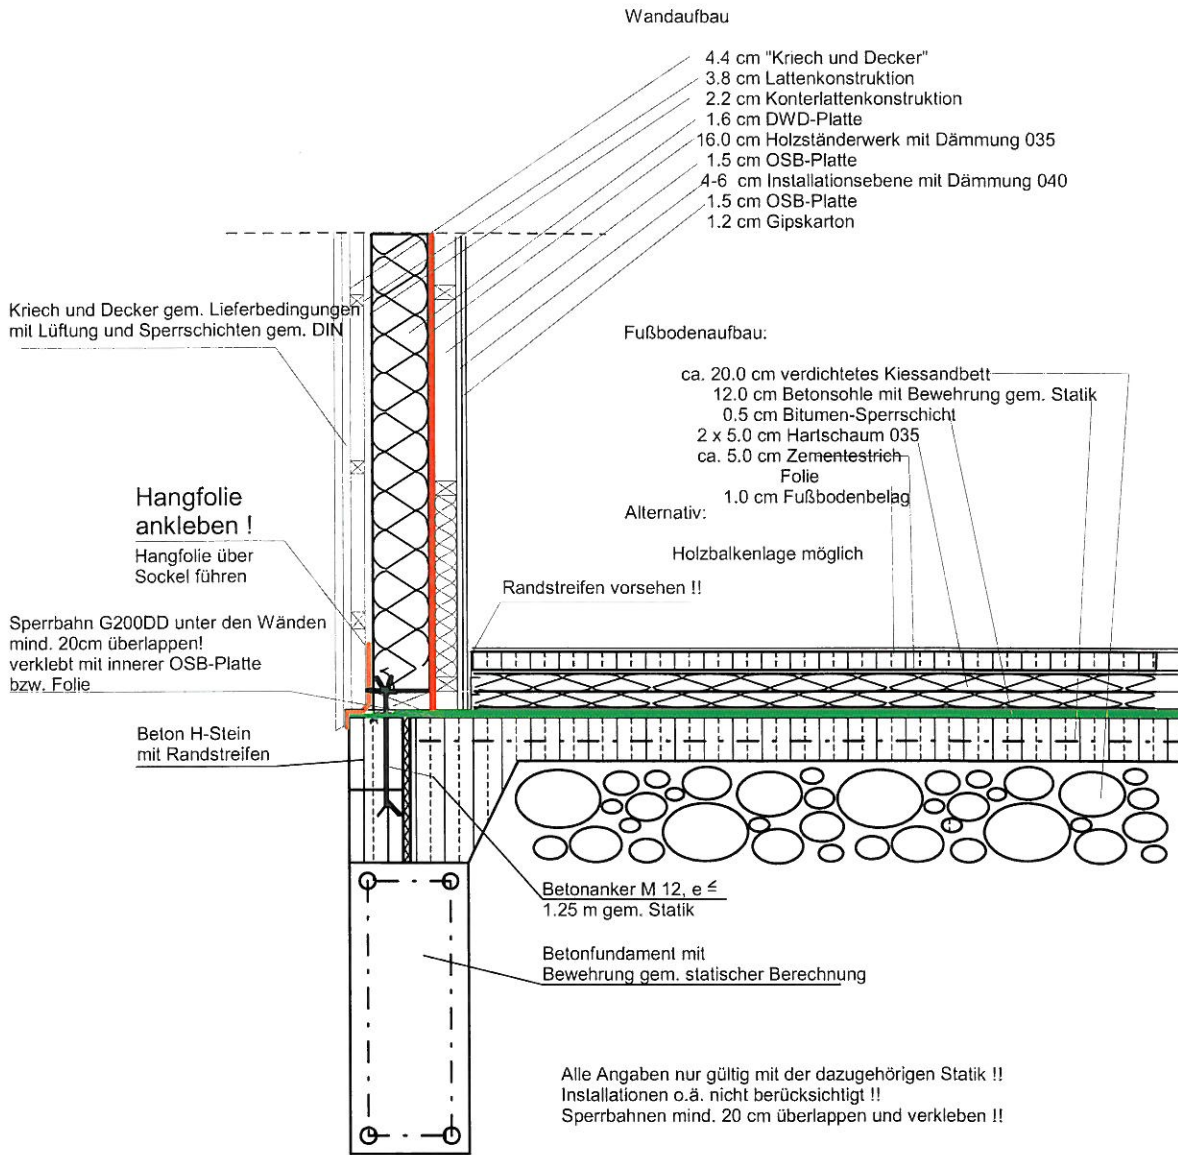 Wandaufbau
4.4 cm "Kriech und Decker"
3.8 cm Lattenkonstruktion
2.2 cm Konterlattenkonstruktion
1.6 cm DWD-Platte
16.0 cm Holzständerwerk mit Dämmung 035
1.5 cm OSB-Platte
4-6 cm Installationsebene mit Dämmung 040
1.5 cm OSB-Platte
1.2 cm Gipskarton
Kriech und Decker gem. Lieferbedingungen
mit Lüftung und Sperrschichten gem. DIN
Fußbodenaufbau:
ca. 20.0 cm verdichtetes Kiessandbett
12.0 cm Betonsohle mit Bewehrung gem. Statik
0.5 cm Bitumen-Sperrschicht
2 x 5.0 cm Hartschaum 035
ca. 5.0 cm Zementestrich
Folie
1.0 cm Fußbodenbelag
Alternativ:
Holzbalkenlage möglich
Hangfolie
ankleben !
Hangfolie über
Sockel führen
Randstreifen vorsehen !!
Sperrbahn G200DD unter den Wänden
mind. 20cm überlappen!
verklebt mit innerer OSB-Platte
bzw. Folie
Beton H-Stein
mit Randstreifen
Betonanker M 12, e ≤
1.25 m gem. Statik
Betonfundament mit
Bewehrung gem. statischer Berechnung
Alle Angaben nur gültig mit der dazugehörigen Statik !!
Installationen o.ä. nicht berücksichtigt !!
Sperrbahnen mind. 20 cm überlappen und verkleben !!